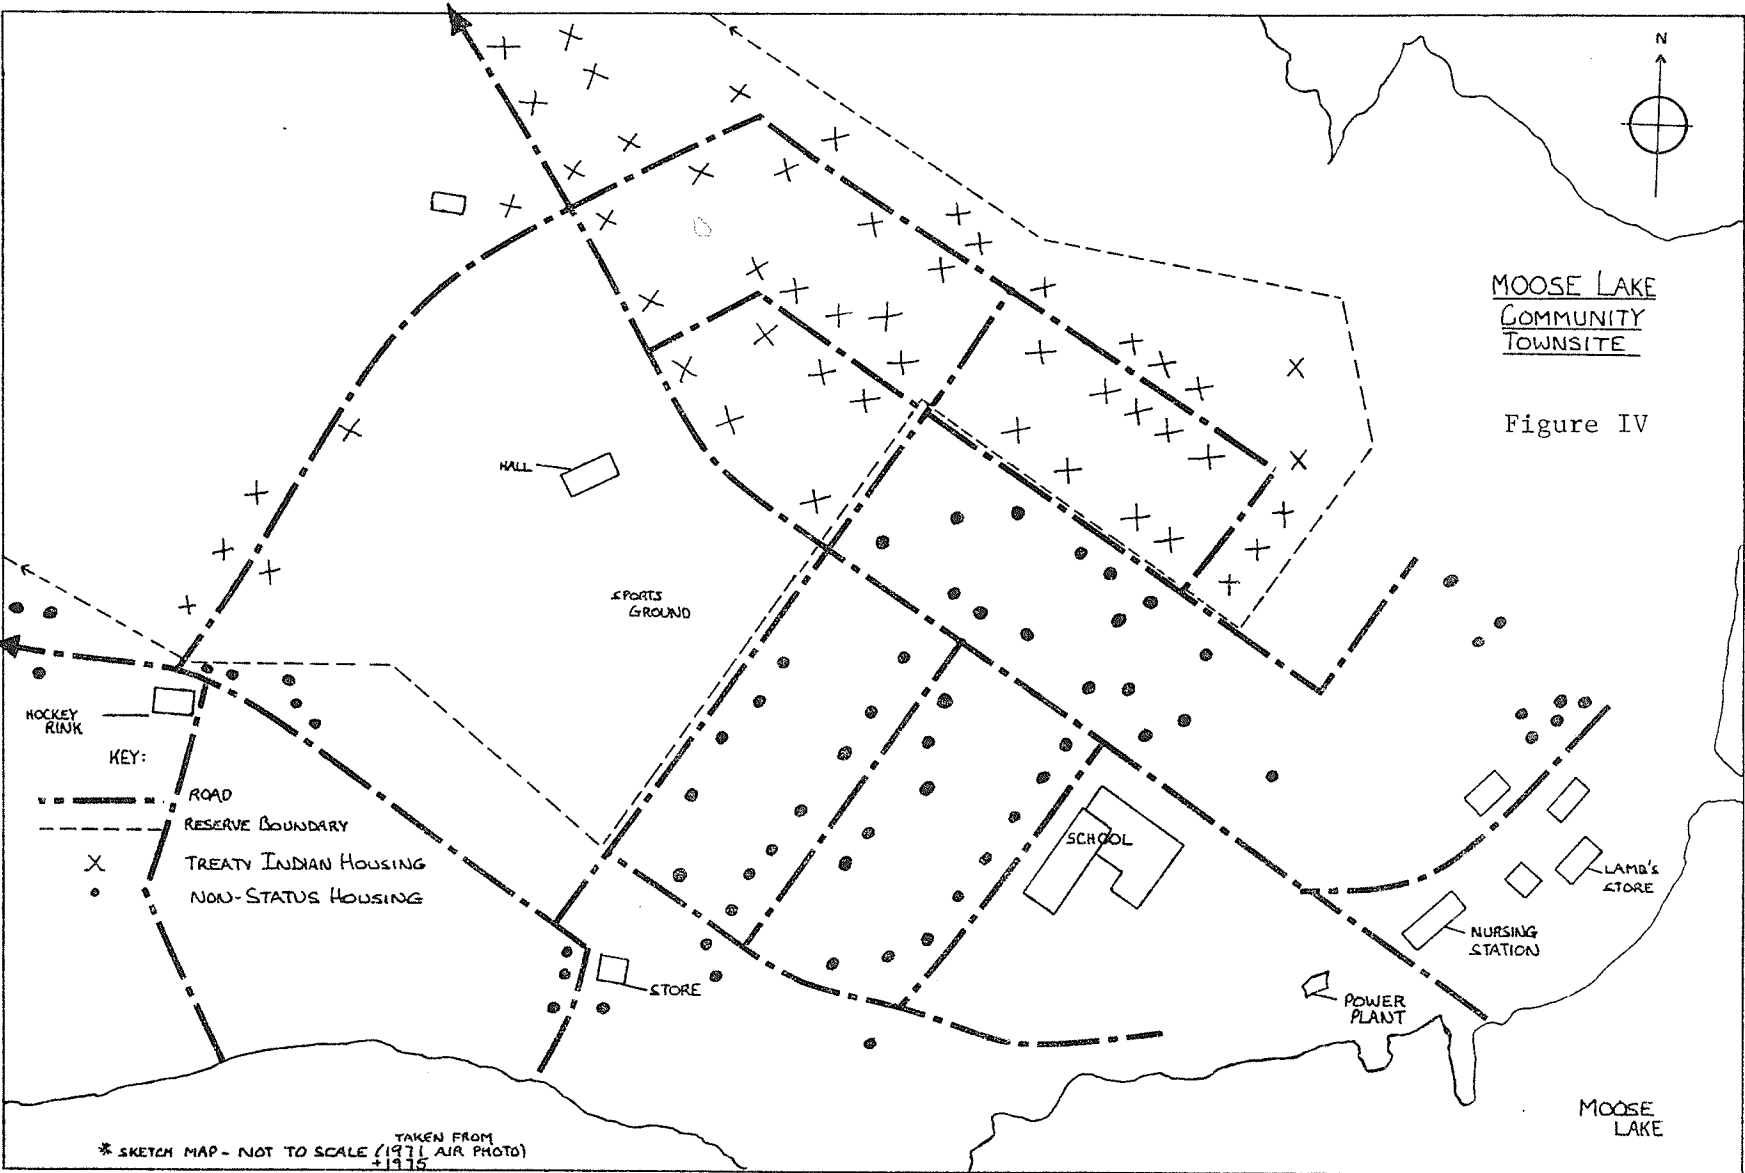 N
MOOSE LAKE
COMMUNITY
TOWNSITE
Figure IV
HALL
SPORTS
GROUND
HOCKEY
RINK
KEY:
ROAD
RESERVE BOUNDARY
TREATY INDIAN HOUSING
NON-STATUS HOUSING
SCHOOL
LAMB'S
STORE
NURSING
STATION
STORE
POWER
PLANT
MOOSE
LAKE
TAKEN FROM
* SKETCH MAP - NOT TO SCALE (1971 AIR PHOTO)
+1975